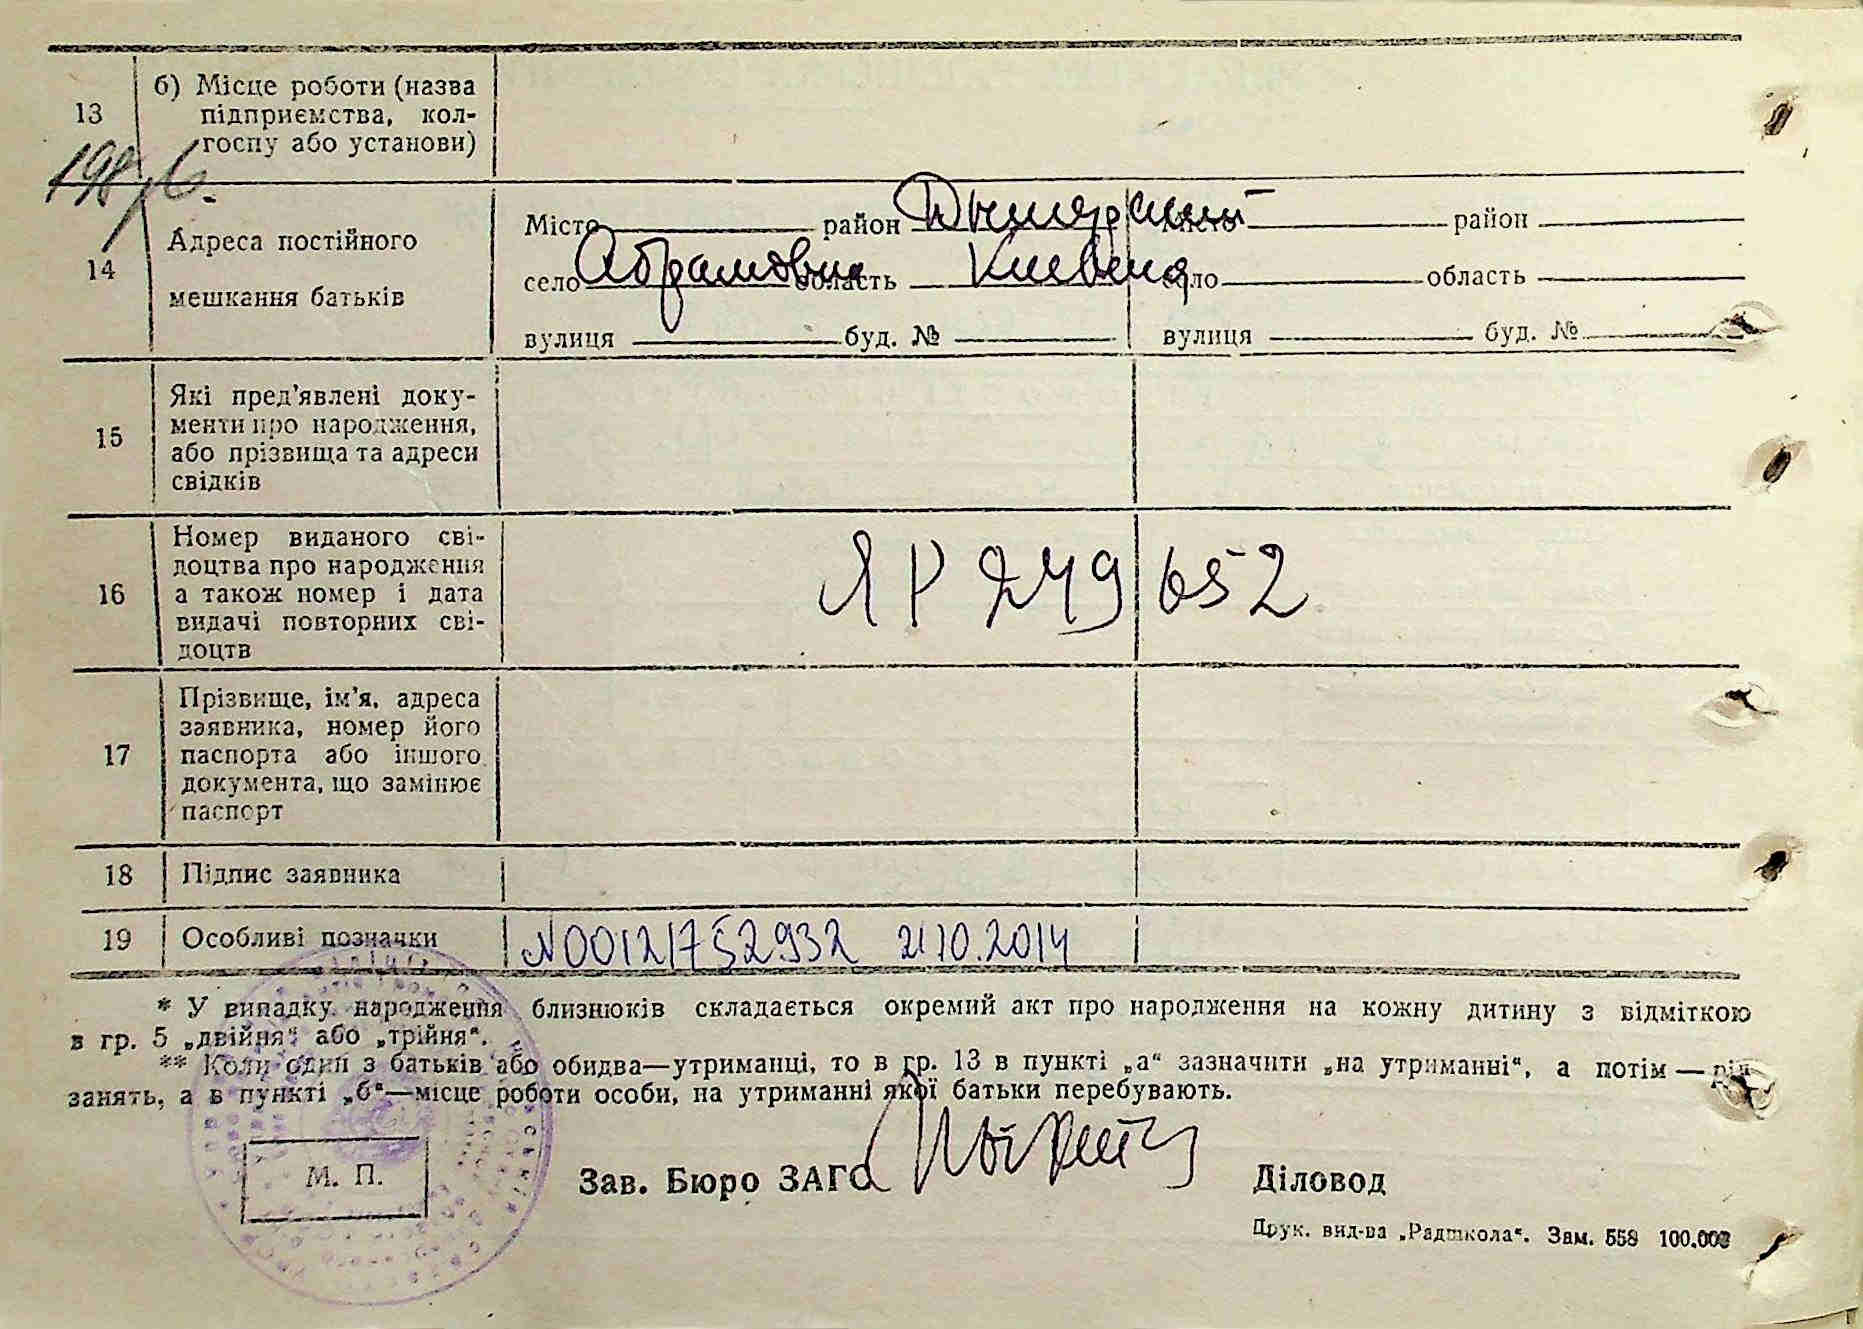 13 б) Місце роботи (назва
підприємства, кол-
госпу або установи)
198 г.
14 Адреса постійного
мешкання батьків
Місто район Дымерский Місто район
село Абрамовка область Киевская село область
вулиця буд. № вулиця буд. №
15 Які пред'явлені доку-
менти про народження,
або прізвища та адреси
свідків
16 Номер виданого сві-
доцтва про народження
а також номер і дата
видачі повторних сві-
доцтв
ЯР 249652
17 Прізвище, ім'я, адреса
заявника, номер його
паспорта або іншого
документа, що замінює
паспорт
18 Підпис заявника
19 Особливі позначки N00121752932 21.10.2014
* У випадку народження близнюків складається окремий акт про народження на кожну дитину з відміткою
в гр. 5 „двійня“ або „трійня“.
** Коли один з батьків або обидва—утриманці, то в гр. 13 в пункті „а“ зазначити „на утриманні“, а потім — рід
занять, а в пункті „б“—місце роботи особи, на утриманні якої батьки перебувають.
М. П.
Зав. Бюро ЗАГС Діловод
Друк. вид-ва „Радшкола“. Зам. 558 100.000